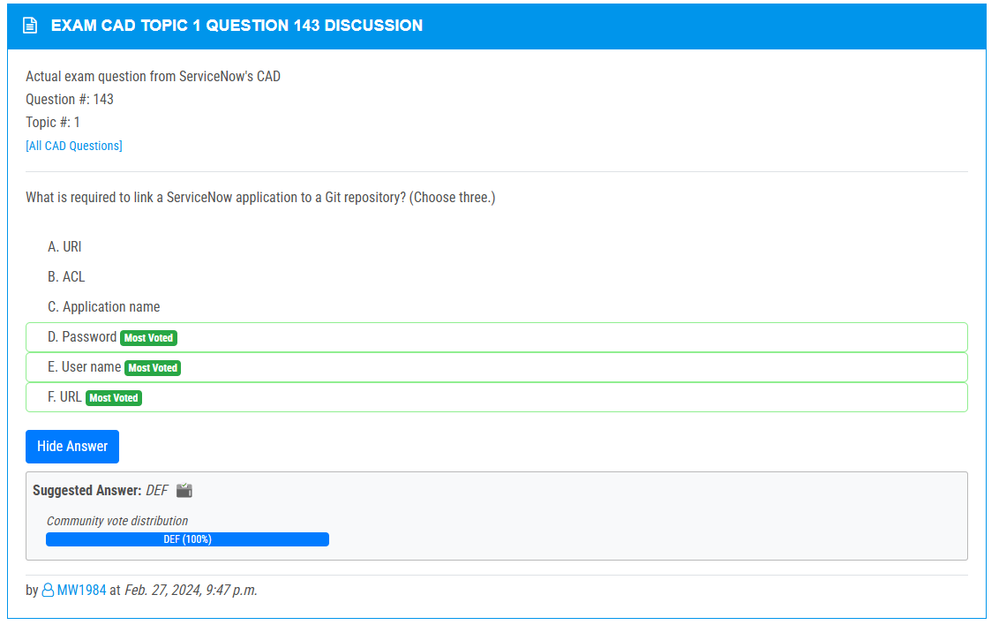 EXAM CAD TOPIC 1 QUESTION 143 DISCUSSION
Actual exam question from ServiceNow's CAD
Question #: 143
Topic #: 1
[All CAD Questions]
What is required to link a ServiceNow application to a Git repository? (Choose three.)
A. URI
B. ACL
C. Application name
D. Password Most Voted
E. User name Most Voted
F. URL Most Voted
Hide Answer
Suggested Answer: DEF
Community vote distribution
DEF (100%)
by MW1984 at Feb. 27, 2024, 9:47 p.m.